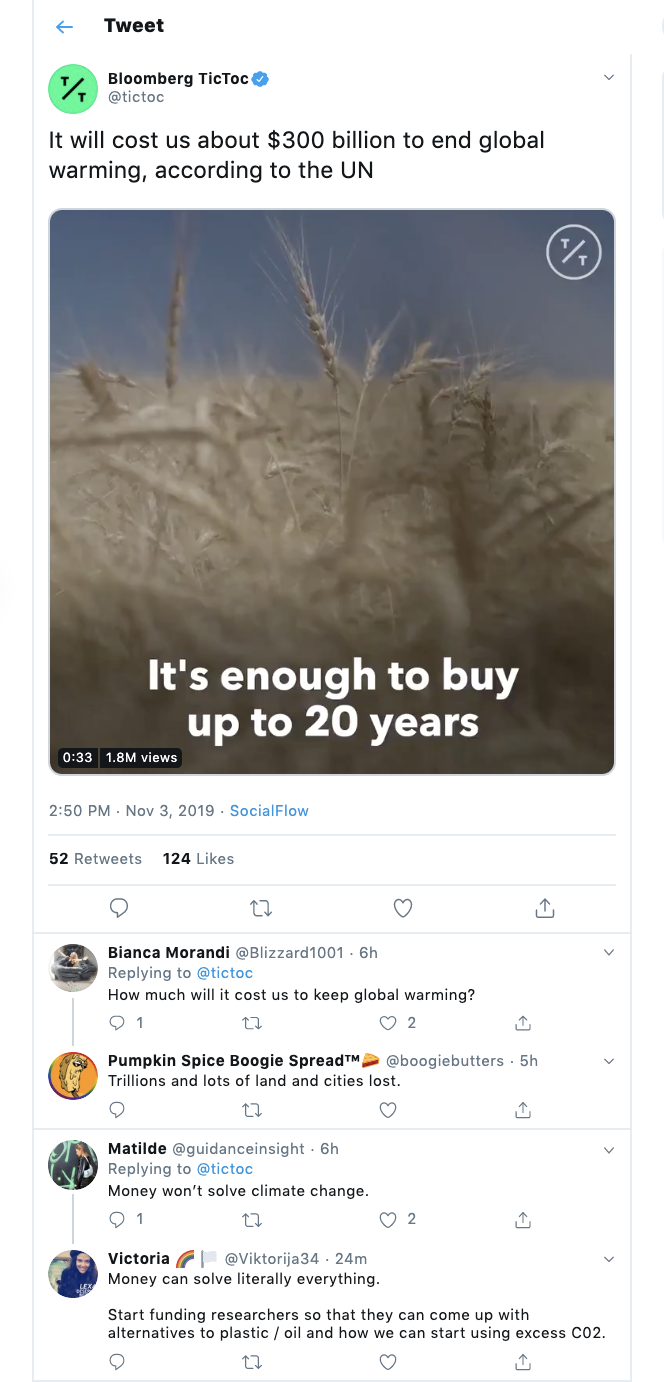 Tweet
Bloomberg TicToc
@tictoc
It will cost us about $300 billion to end global
warming, according to the UN
T/T
T/T
It's enough to buy
up to 20 years
0:33 1.8M views
2:50 PM · Nov 3, 2019 · SocialFlow
52 Retweets 124 Likes
Bianca Morandi @Blizzard1001 · 6h
Replying to @tictoc
How much will it cost us to keep global warming?
1 2
Pumpkin Spice Boogie Spread™🥧 @boogiebutters · 5h
Trillions and lots of land and cities lost.
Matilde @guidanceinsight · 6h
Replying to @tictoc
Money won’t solve climate change.
1 2
Victoria 🌈🏳️ @Viktorija34 · 24m
Money can solve literally everything.
Start funding researchers so that they can come up with
alternatives to plastic / oil and how we can start using excess C02.